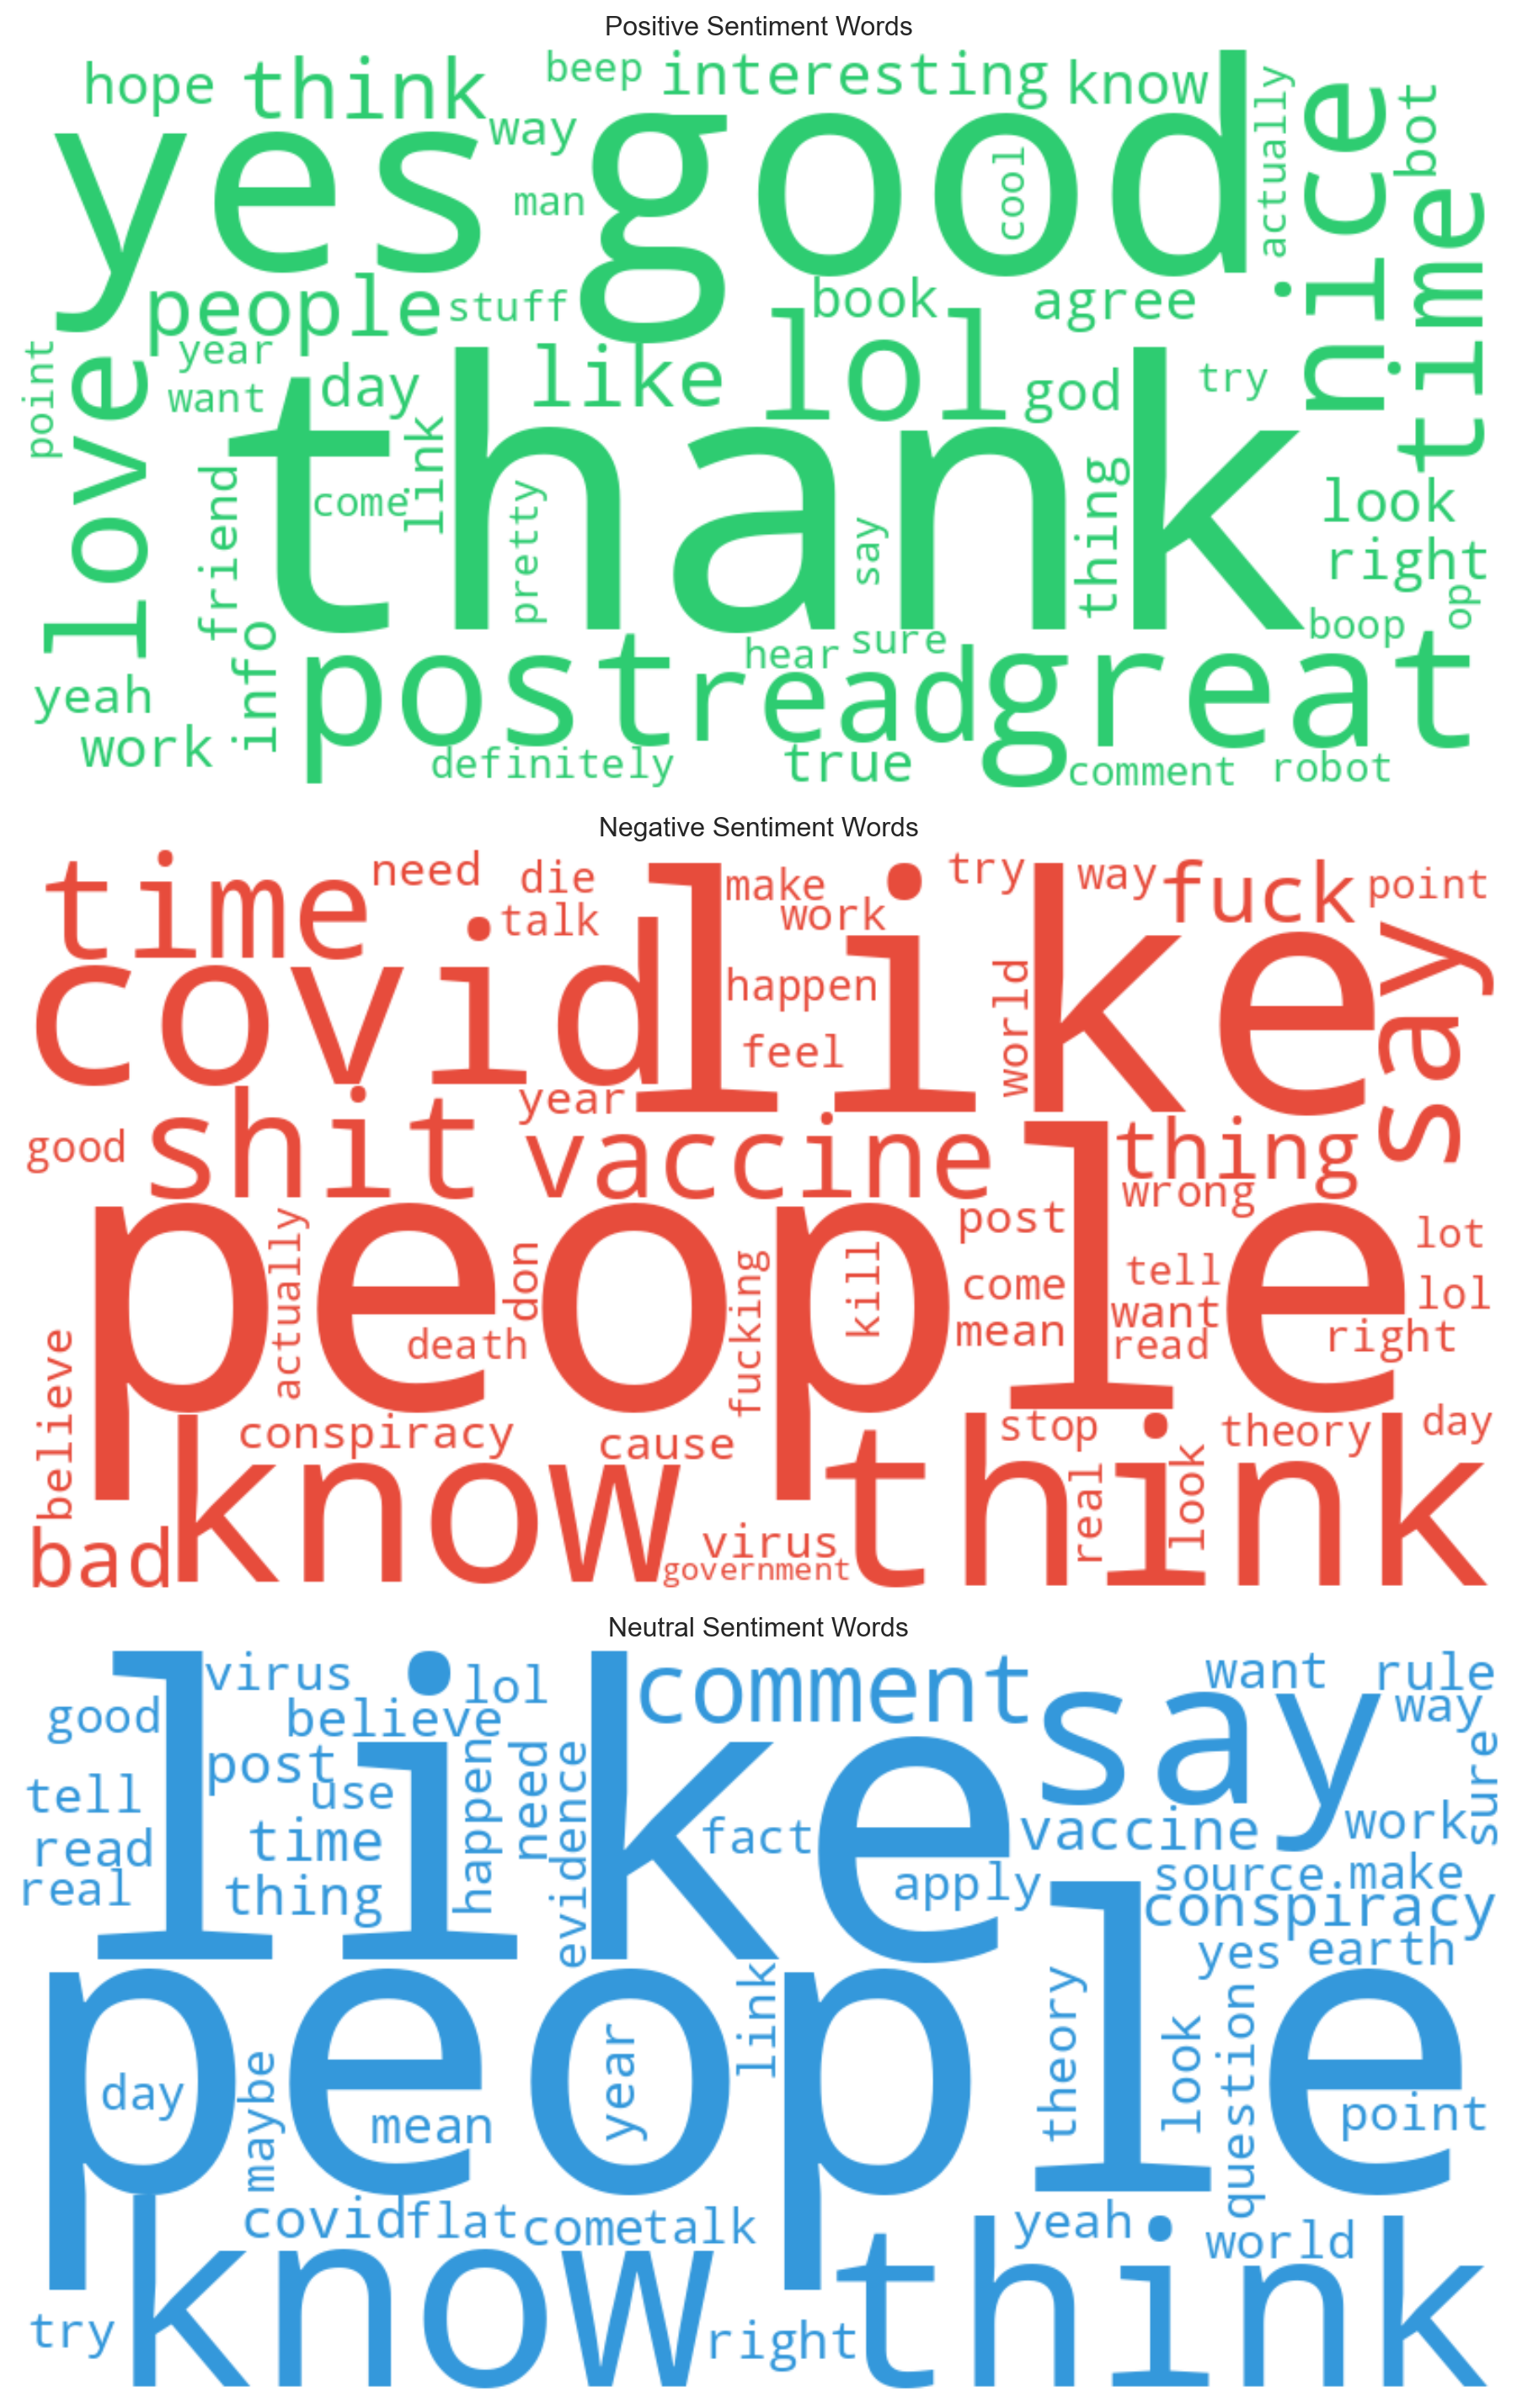 Positive Sentiment Words
hope think beep interesting know
yes way good actually nice bot
man cool time
people stuff book agree
point year love want day like lol god try
thank
friend come link pretty say thing look
right
info hear sure boop op
yeah post read great
work definitely true comment robot
Negative Sentiment Words
time need die like make try way fuck point
talk work
covid happen world say
feel
year
good shit vaccine thing
wrong
people actually don fucking kill post lot
come tell lol
want
believe death mean read right
conspiracy cause stop theory day
know think real look
bad virus
government
Neutral Sentiment Words
like virus lol comment say want rule
good believe way
post happen need evidence sure
tell use
read time fact vaccine work
real thing apply source.make
conspiracy
people link yes earth
theory look question
day maybe mean year point
covid flat come talk yeah world
know think
try right